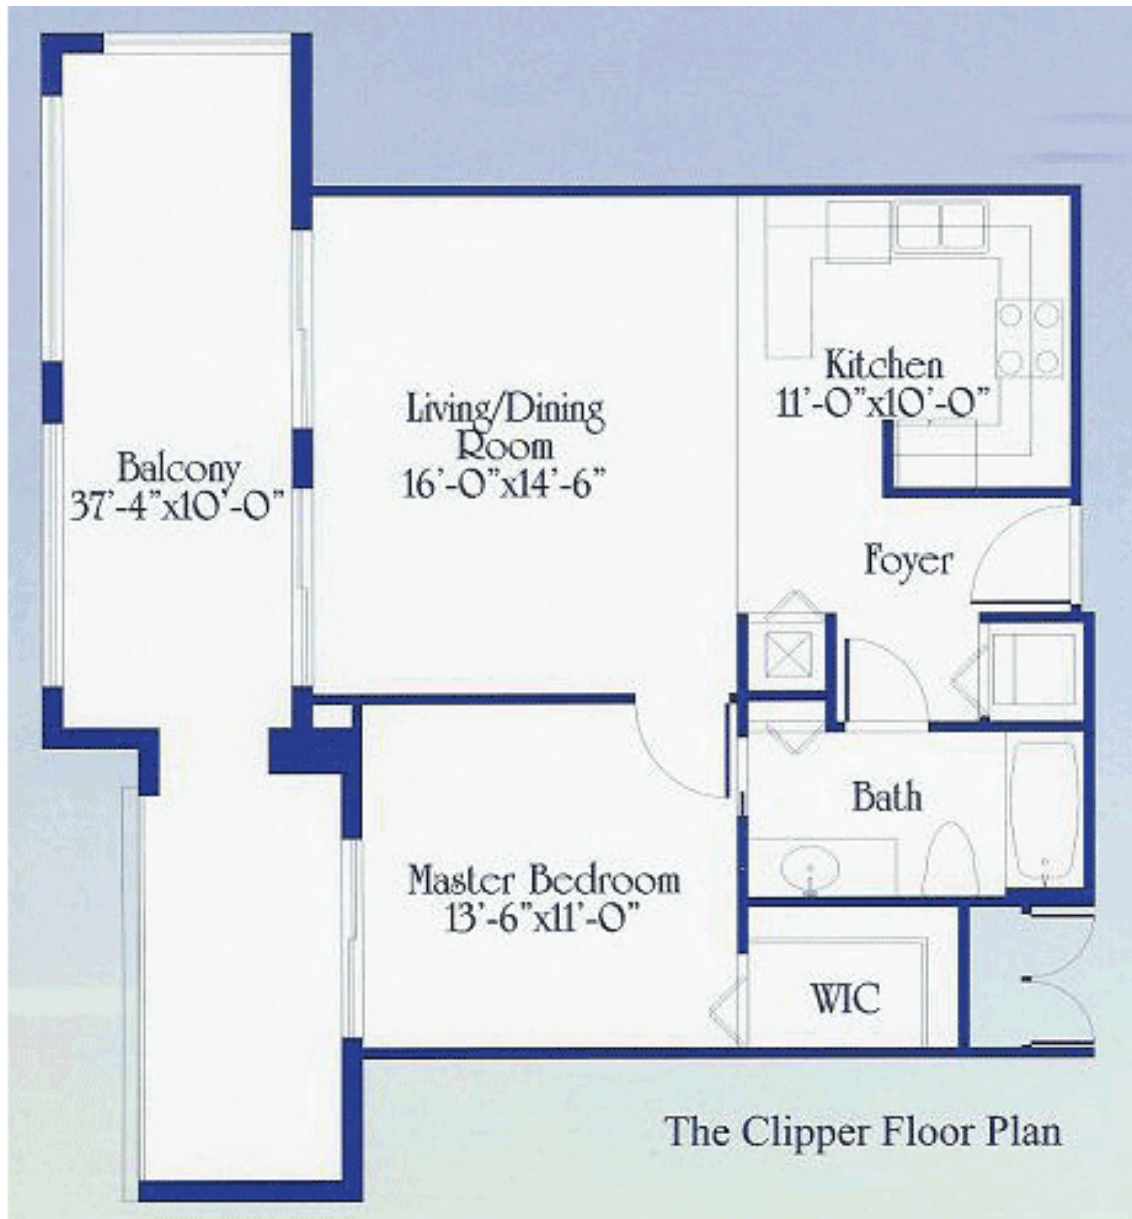 Kitchen
11'-0"x10'-0"
Living/Dining
Room
16'-0"x14'-6"
Balcony
37'-4"x10'-0"
Foyer
Bath
Master Bedroom
13'-6"x11'-0"
WIC
The Clipper Floor Plan